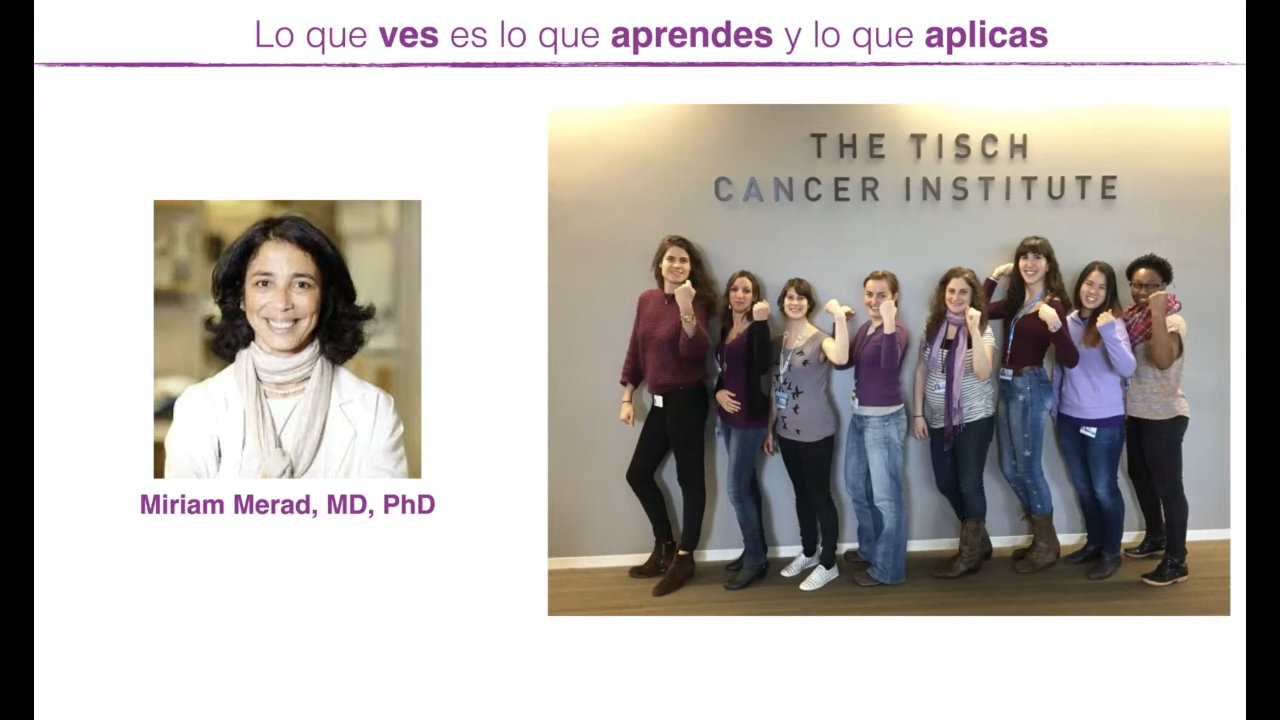 Lo que ves es lo que aprendes y lo que aplicas
THE TISCH
CANCER INSTITUTE
Miriam Merad, MD, PhD